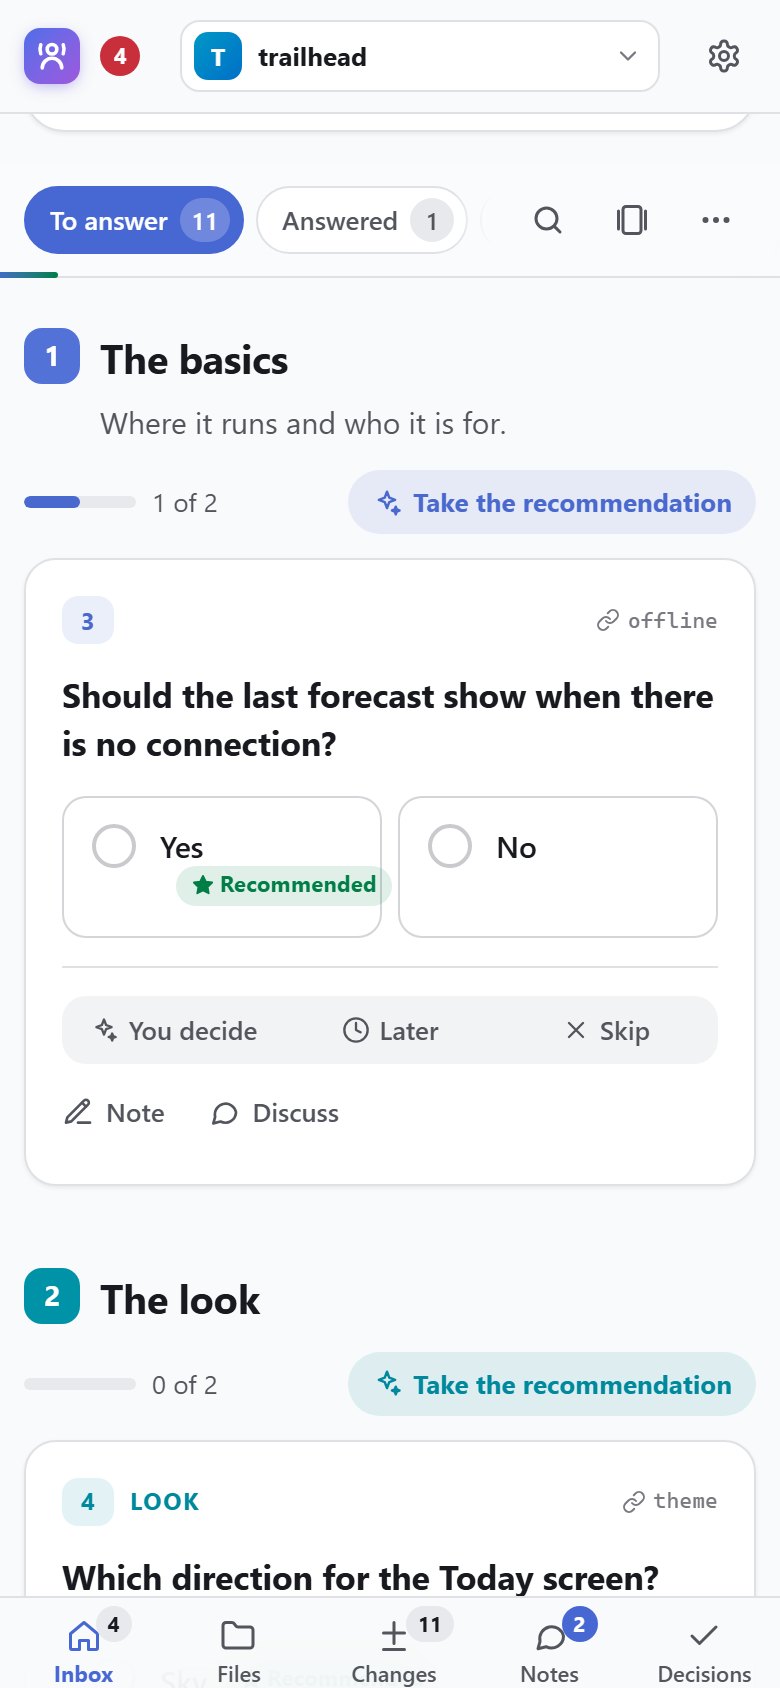 4
T trailhead
To answer 11
Answered 1
1 The basics
Where it runs and who it is for.
1 of 2
Take the recommendation
3
offline
Should the last forecast show when there
is no connection?
Yes
Recommended
No
You decide
Later
Skip
Note
Discuss
2 The look
0 of 2
Take the recommendation
4 LOOK
theme
Which direction for the Today screen?
4
11
2
Inbox
Files
Changes
Notes
Decisions